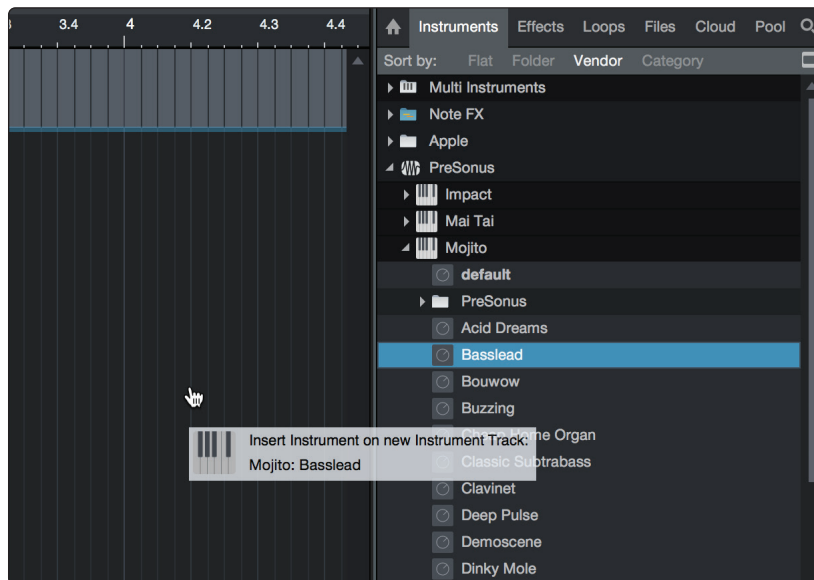 3.4 4 4.2 4.3 4.4
Instruments Effects Loops Files Cloud Pool
Sort by: Flat Folder Vendor Category
Multi Instruments
Note FX
Apple
PreSonus
Impact
Mai Tai
Mojito
default
PreSonus
Acid Dreams
Basslead
Bouwow
Buzzing
Home Organ
Insert Instrument on new Instrument Track:
Classic Subtrabass
Mojito: Basslead
Clavinet
Deep Pulse
Demoscene
Dinky Mole